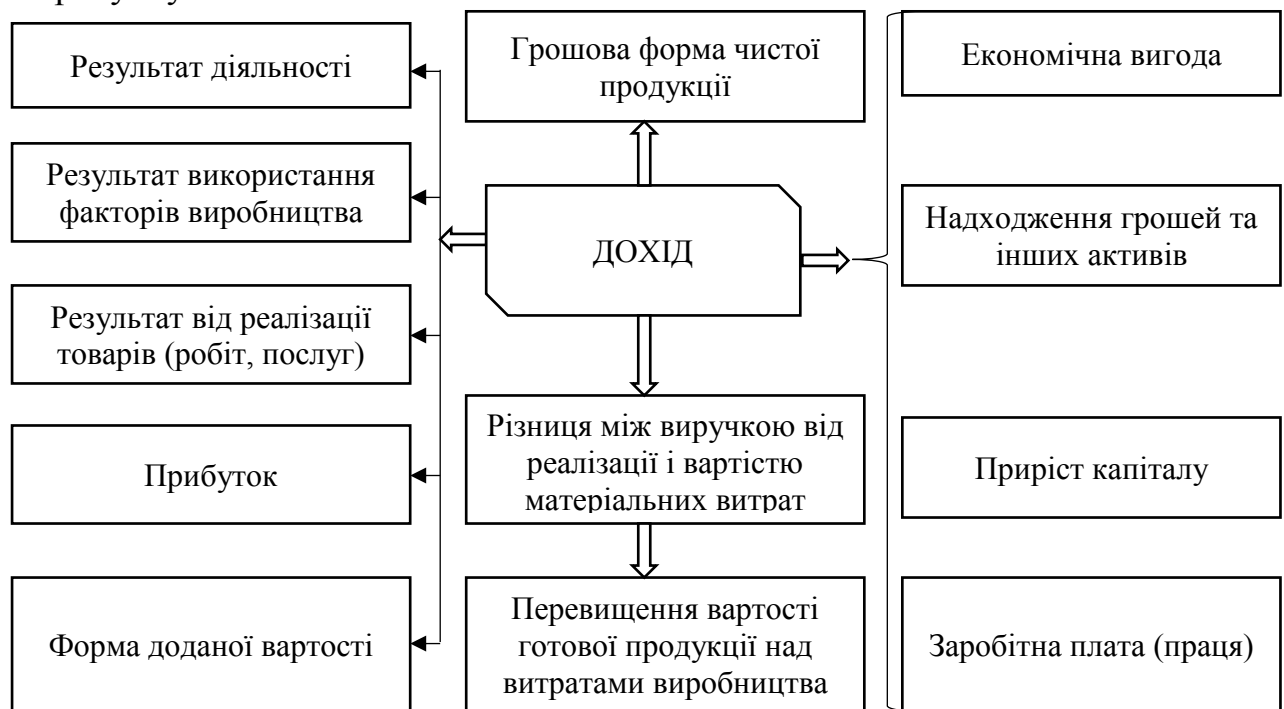 Результат діяльності
Результат використання
факторів виробництва
Результат від реалізації
товарів (робіт, послуг)
Прибуток
Форма доданої вартості
Грошова форма чистої
продукції
ДОХІД
Різниця між виручкою від
реалізації і вартістю
матеріальних витрат
Перевищення вартості
готової продукції над
витратами виробництва
Економічна вигода
Надходження грошей та
інших активів
Приріст капіталу
Заробітна плата (праця)